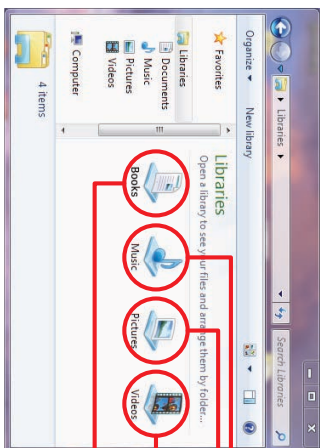 Libraries
Search Libraries
Organize
New library
Favorites
Libraries
Documents
Music
Pictures
Videos
Computer
Libraries
Open a library to see your files and arrange them by folder...
Books
Music
Pictures
Videos
4 items